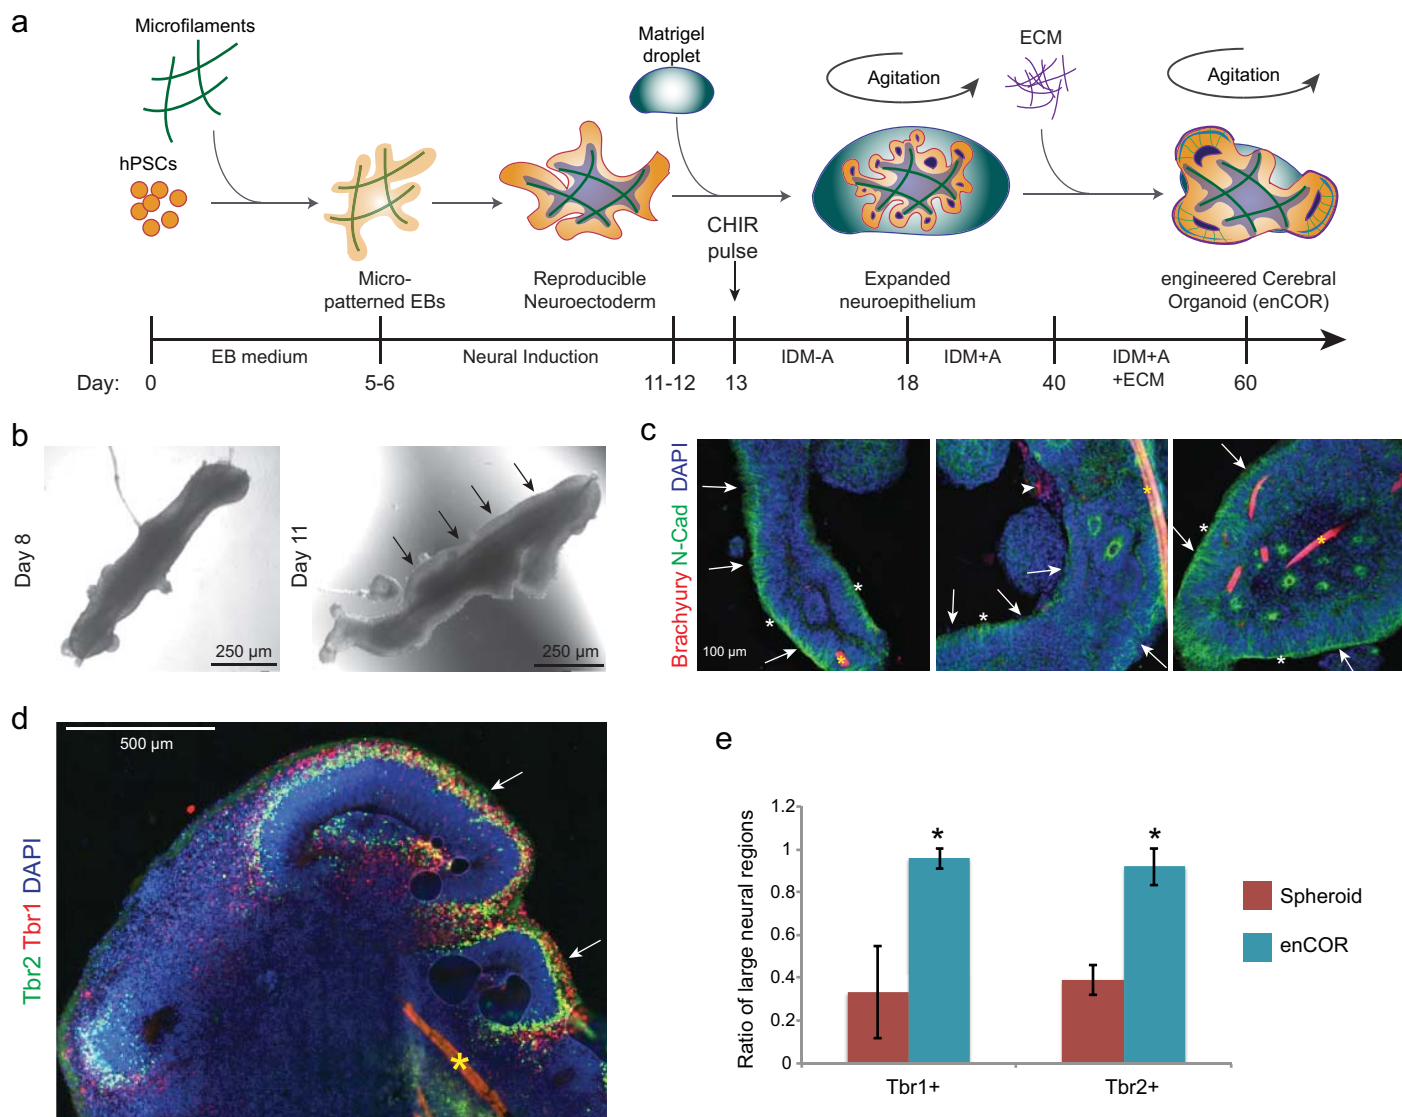 a
Microfilaments
hPSCs
Matrigel
droplet
Agitation
ECM
Agitation
CHIR
pulse
Micro-
patterned EBs
Reproducible
Neuroectoderm
Expanded
neuroepithelium
engineered Cerebral
Organoid (enCOR)
EB medium
Neural Induction
IDM-A
IDM+A
IDM+A
+ECM
Day: 0 5-6 11-12 13 18 40 60
b
Day 8
250 µm
Day 11
250 µm
c
Brachyury N-Cad DAPI
100 µm
*
*
*
*
*
*
*
*
d
Tbr2 Tbr1 DAPI
500 µm
*
e
Ratio of large neural regions
1.2
1
0.8
0.6
0.4
0.2
0
*
*
Tbr1+
Tbr2+
Spheroid
enCOR